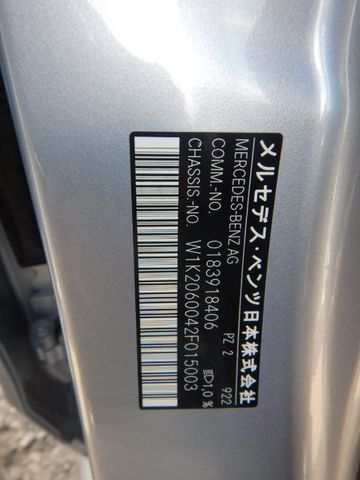 メルセデス・ベンツ日本株式会社
MERCEDES-BENZ AG
PZ 2 922
COMM.-NO. 0183918406
1,0 %
CHASSIS.-NO. W1K2060042F015003